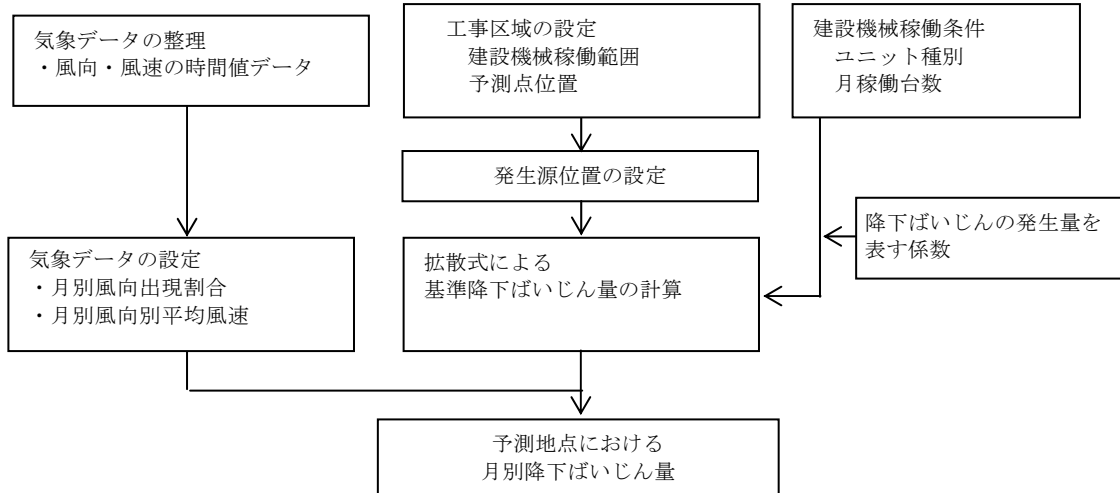 気象データの整理
・風向・風速の時間値データ
工事区域の設定
建設機械稼働範囲
予測点位置
建設機械稼働条件
ユニット種別
月稼働台数
発生源位置の設定
降下ばいじんの発生量を
表す係数
気象データの設定
・月別風向出現割合
・月別風向別平均風速
拡散式による
基準降下ばいじん量の計算
予測地点における
月別降下ばいじん量